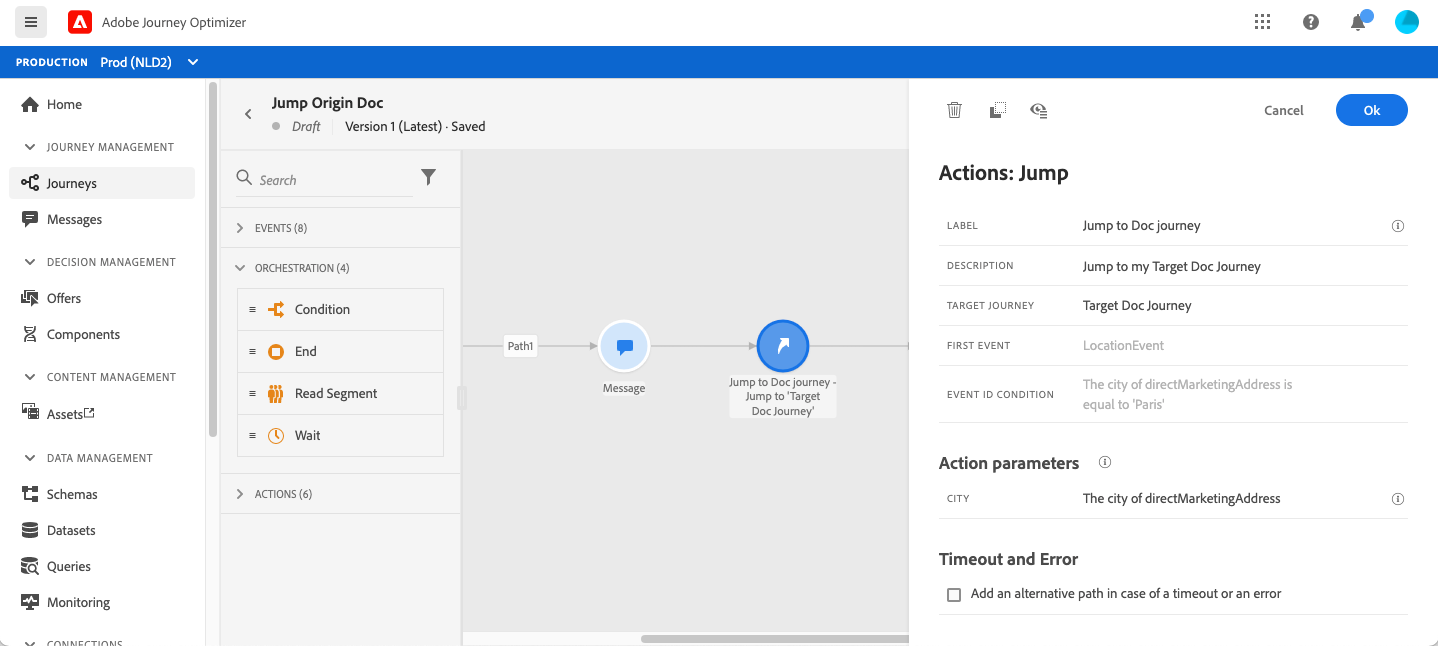 Adobe Journey Optimizer
PRODUCTION Prod (NLD2)
Home
JOURNEY MANAGEMENT
Journeys
Messages
DECISION MANAGEMENT
Offers
Components
CONTENT MANAGEMENT
Assets
DATA MANAGEMENT
Schemas
Datasets
Queries
Monitoring
CONNECTIONS
Jump Origin Doc
Draft Version 1 (Latest) · Saved
Search
EVENTS (8)
ORCHESTRATION (4)
Condition
End
Read Segment
Wait
ACTIONS (6)
Path1
Message
Jump to Doc journey -
Jump to 'Target
Doc Journey'
Cancel
Ok
Actions: Jump
LABEL Jump to Doc journey
DESCRIPTION Jump to my Target Doc Journey
TARGET JOURNEY Target Doc Journey
FIRST EVENT LocationEvent
EVENT ID CONDITION The city of directMarketingAddress is
equal to 'Paris'
Action parameters
CITY The city of directMarketingAddress
Timeout and Error
Add an alternative path in case of a timeout or an error